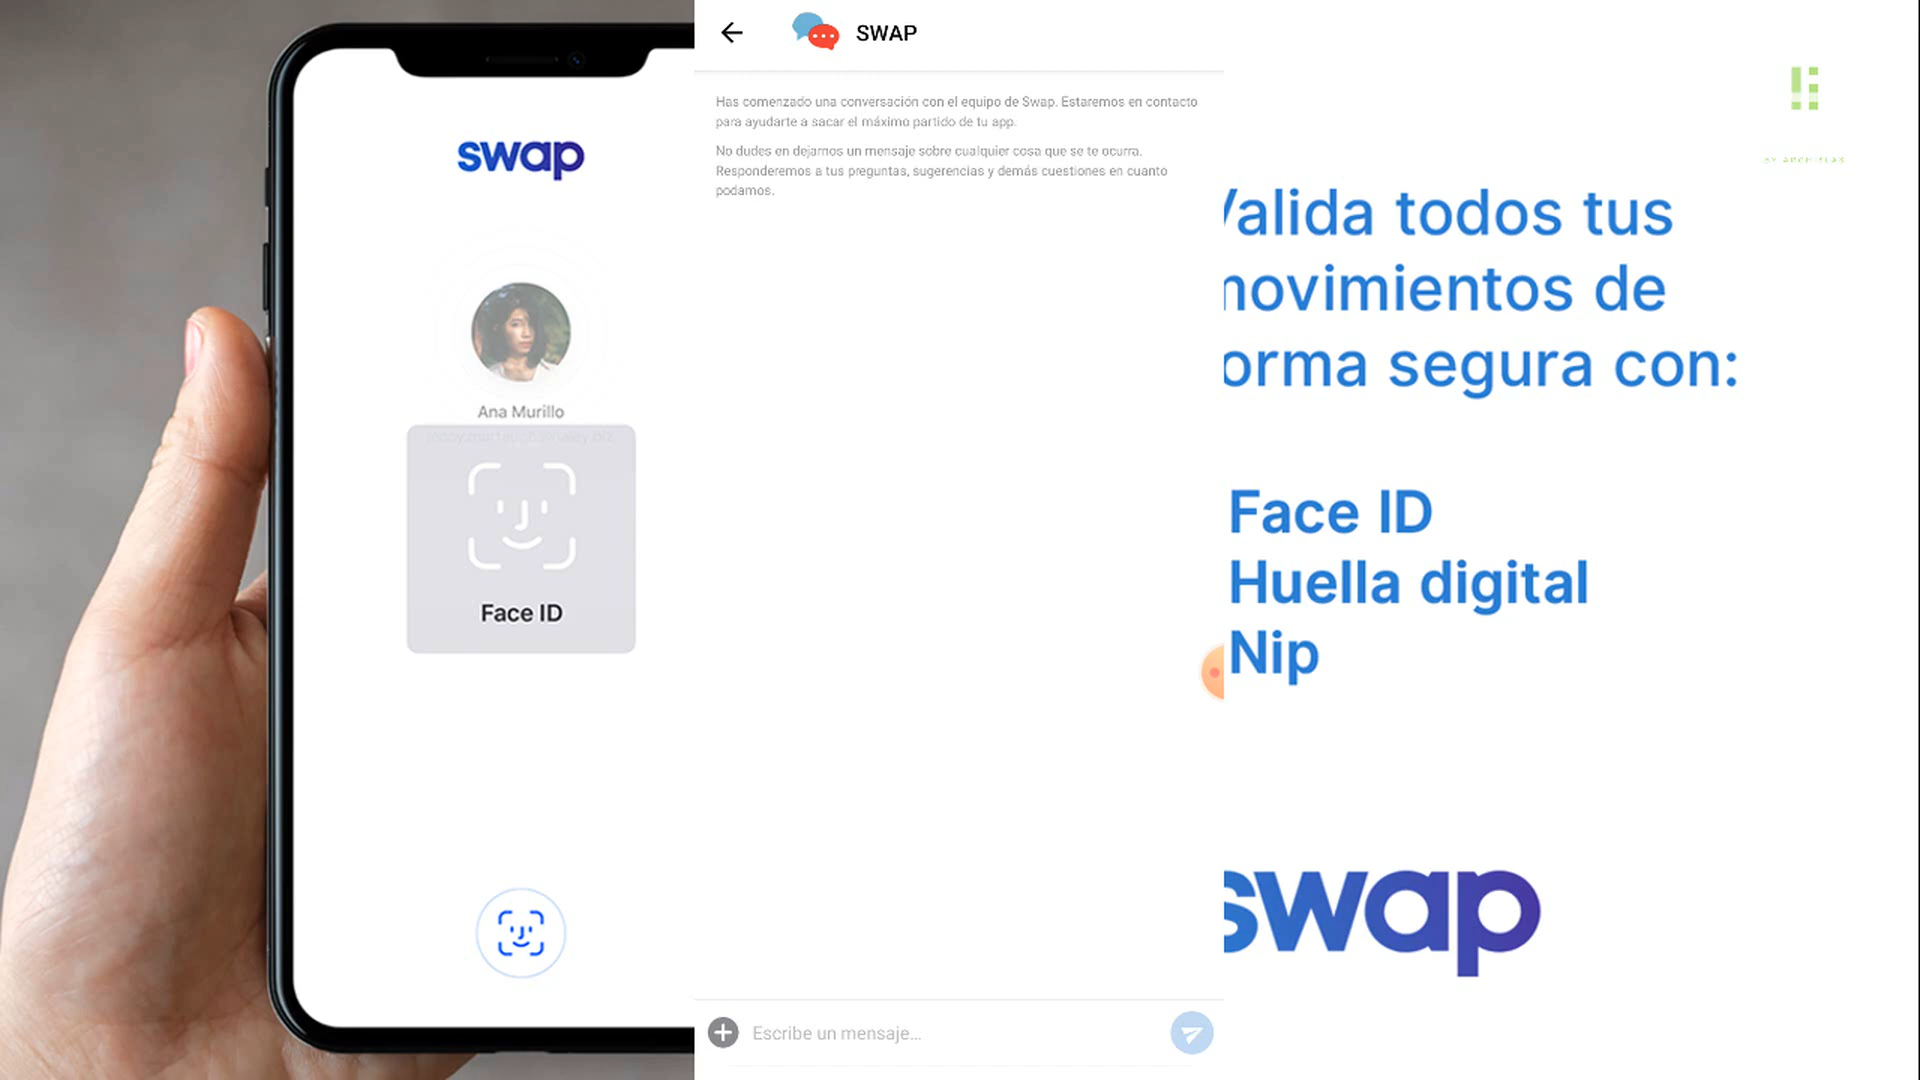 swap
Ana Murillo
Face ID
SWAP
Has comenzado una conversación con el equipo de Swap. Estaremos en contacto
para ayudarte a sacar el máximo partido de tu app.
No dudes en dejarnos un mensaje sobre cualquier cosa que se te ocurra.
Responderemos a tus preguntas, sugerencias y demás cuestiones en cuanto
podamos.
Escribe un mensaje...
Valida todos tus
movimientos de
orma segura con:
Face ID
Huella digital
Nip
swap